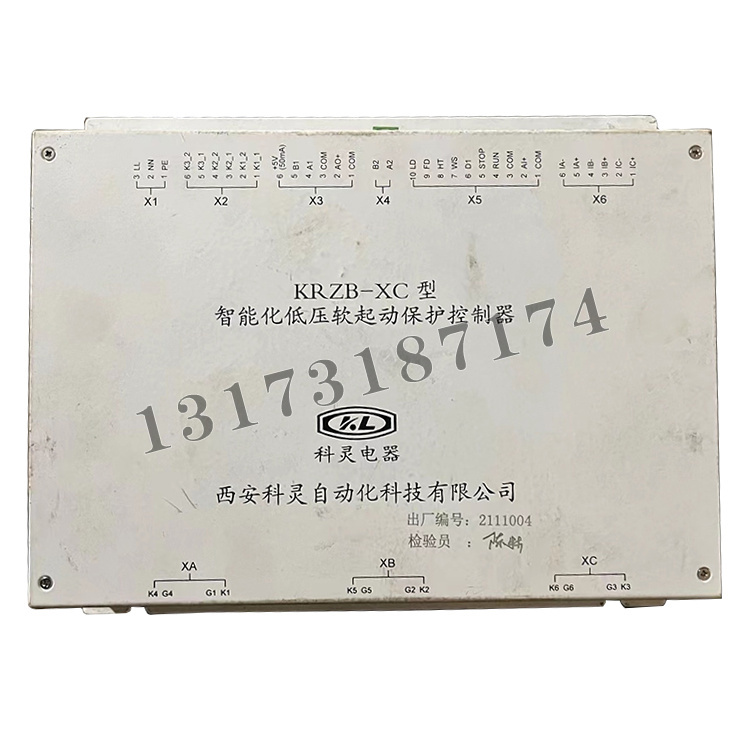 3 LL
2 NN
1 PE
X1
6 K3_2
5 K3_1
4 K2_2
3 K2_1
2 K1_2
1 K1_1
X2
6 +5V (50mA)
5 B1
4 A1
3 COM
2 AO+
1 COM
X3
B2
A2
X4
10 LD
9 FD
8 HT
7 WS
6 D1
5 STOP
4 RUN
3 COM
2 AI+
1 COM
X5
6 IA-
5 IA+
4 IB-
3 IB+
2 IC-
1 IC+
X6
KRZB-XC 型
智能化低压软起动保护控制器
13173187174
KL
科灵电器
西安科灵自动化科技有限公司
出厂编号：2111004
检验员 ：
XA
K4 G4 G1 K1
XB
K5 G5 G2 K2
XC
K6 G6 G3 K3